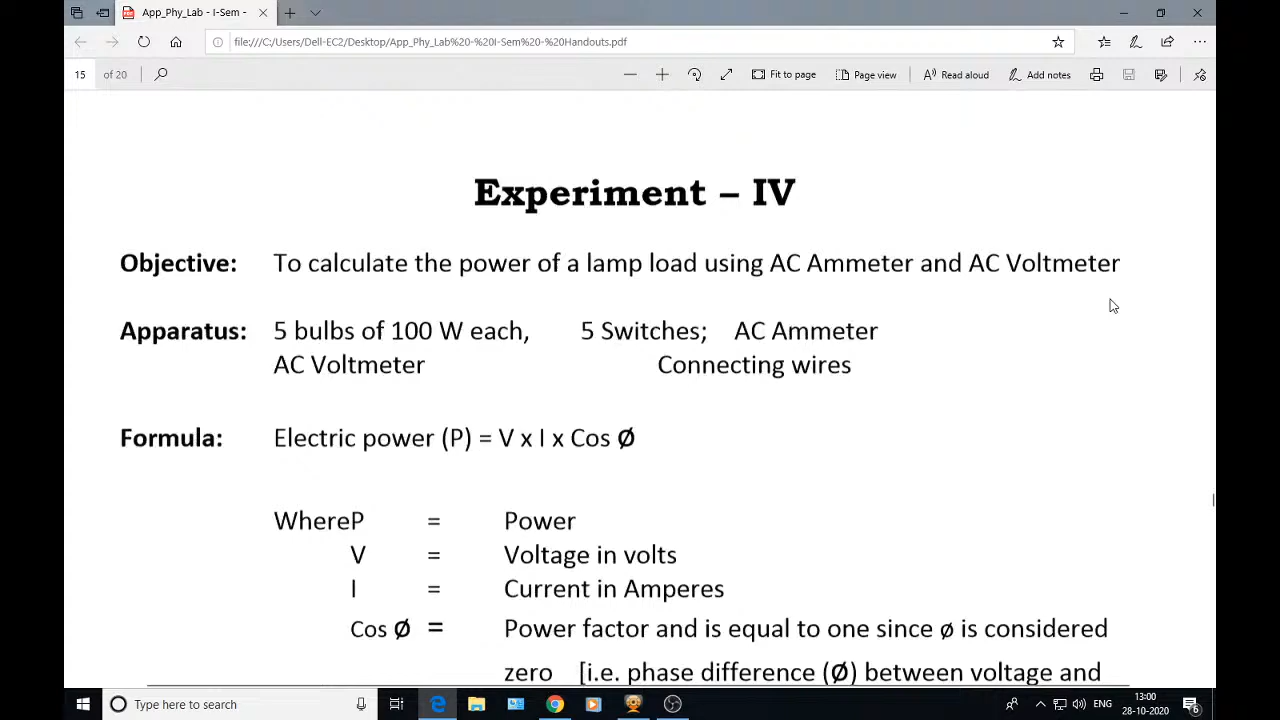 App_Phy_Lab - I-Sem -
file:///C:/Users/Dell-EC2/Desktop/App_Phy_Lab%20-%20I-Sem%20-%20Handouts.pdf
15 of 20 Fit to page Page view Read aloud Add notes
Experiment – IV
Objective: To calculate the power of a lamp load using AC Ammeter and AC Voltmeter
Apparatus: 5 bulbs of 100 W each, 5 Switches; AC Ammeter
AC Voltmeter Connecting wires
Formula: Electric power (P) = V x I x Cos Ø
WhereP = Power
V = Voltage in volts
I = Current in Amperes
Cos Ø = Power factor and is equal to one since ø is considered
zero [i.e. phase difference (Ø) between voltage and
Type here to search ENG 13:00
28-10-2020